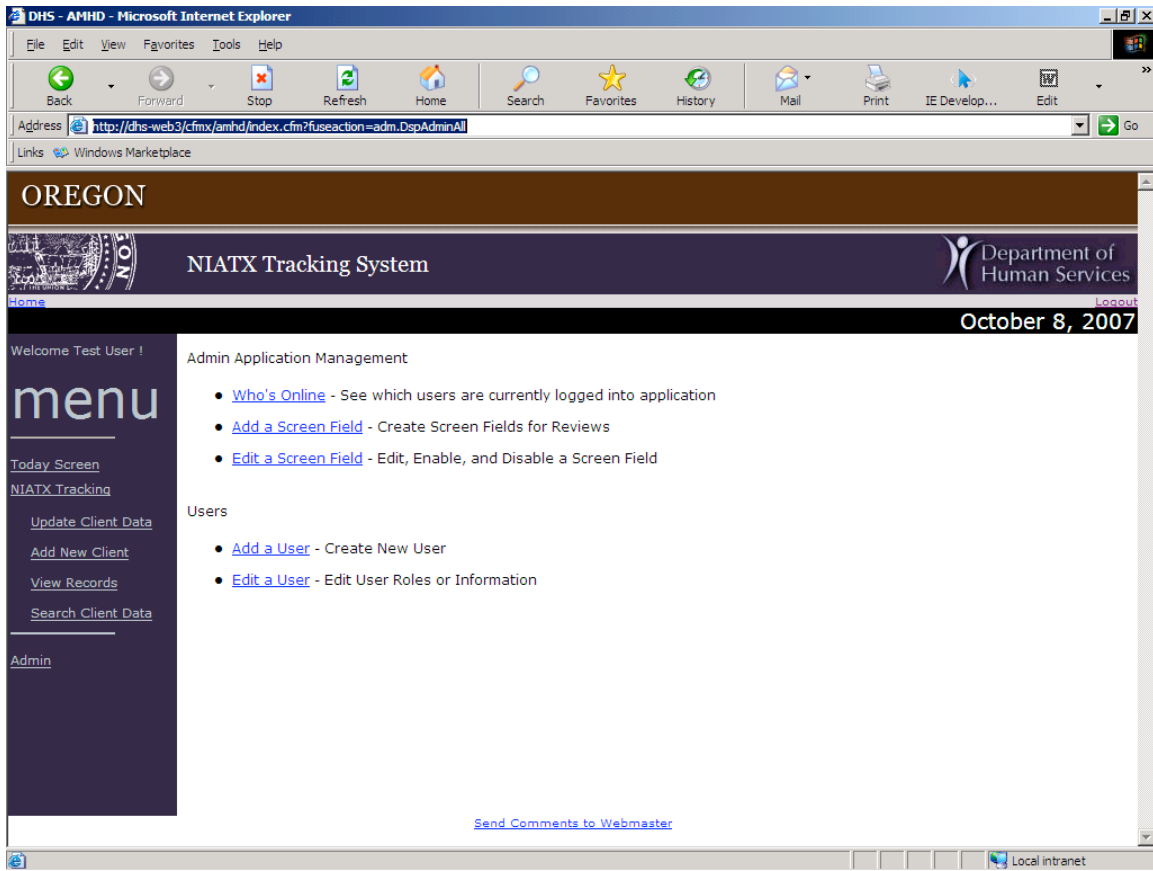 DHS - AMHD - Microsoft Internet Explorer
File Edit View Favorites Tools Help
Back Forward Stop Refresh Home Search Favorites History Mail Print IE Develop... Edit »
Address http://dhs-web3/cfmx/amhd/index.cfm?fuseaction=adm.DspAdminAll Go
Links Windows Marketplace
OREGON
NIATX Tracking System
Department of
Human Services
Home Logout
October 8, 2007
Welcome Test User !
menu
Today Screen
NIATX Tracking
Update Client Data
Add New Client
View Records
Search Client Data
Admin
Admin Application Management
• Who's Online - See which users are currently logged into application
• Add a Screen Field - Create Screen Fields for Reviews
• Edit a Screen Field - Edit, Enable, and Disable a Screen Field
Users
• Add a User - Create New User
• Edit a User - Edit User Roles or Information
Send Comments to Webmaster
Local intranet